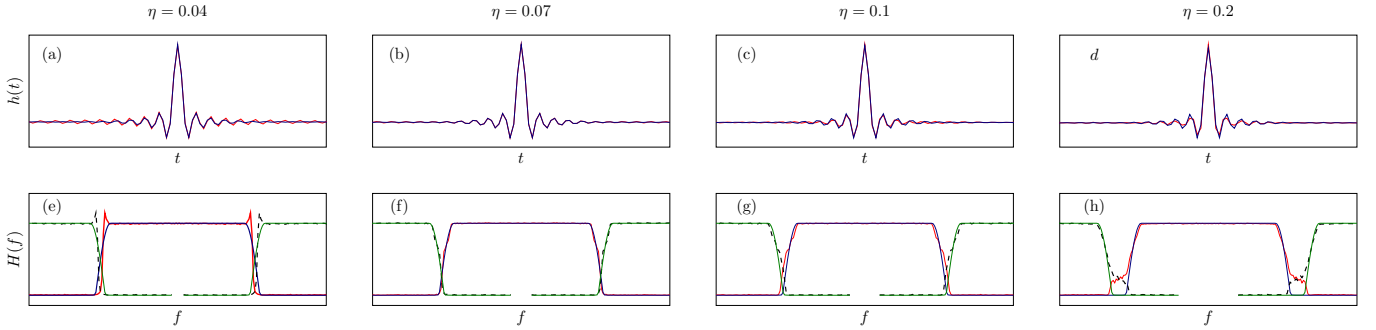 η = 0.04 η = 0.07 η = 0.1 η = 0.2
(a) (b) (c) d
h(t)
t t t t
(e) (f) (g) (h)
H(f)
f f f f